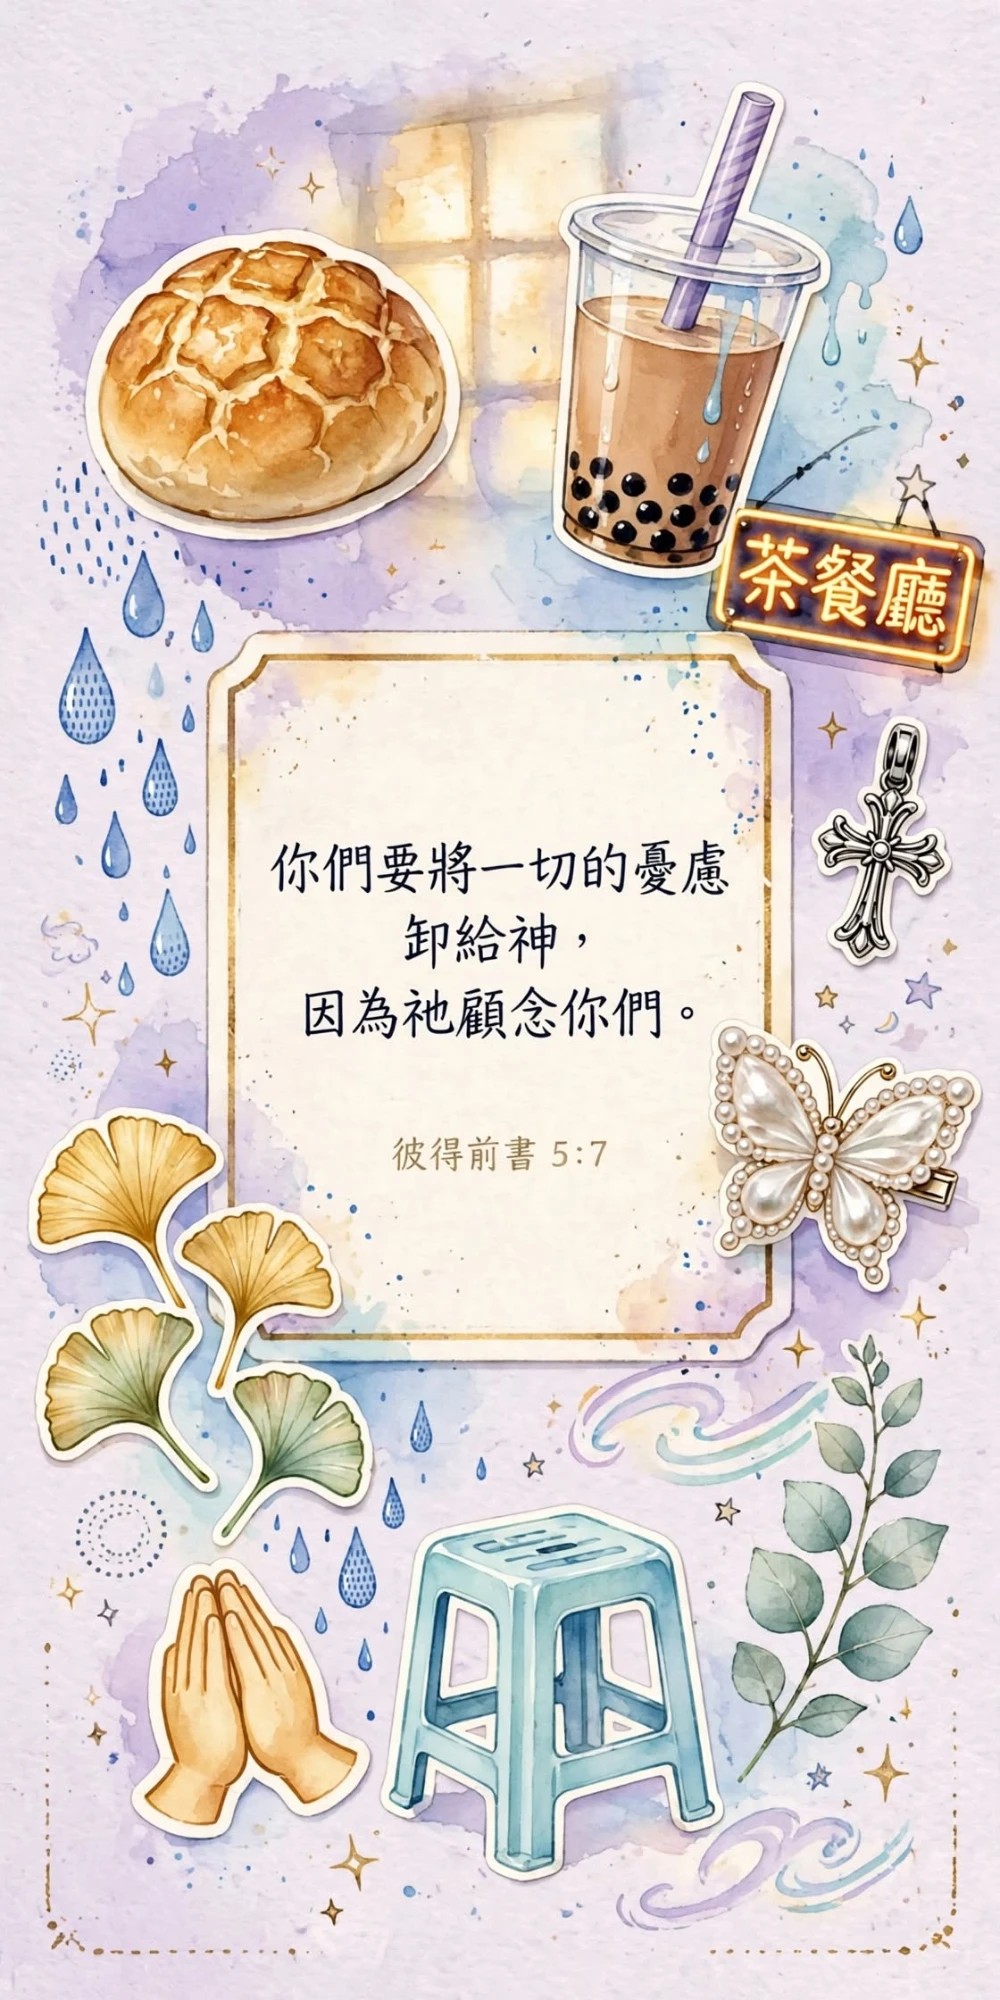 茶餐廳
你們要將一切的憂慮
卸給神，
因為祂顧念你們。
彼得前書 5:7